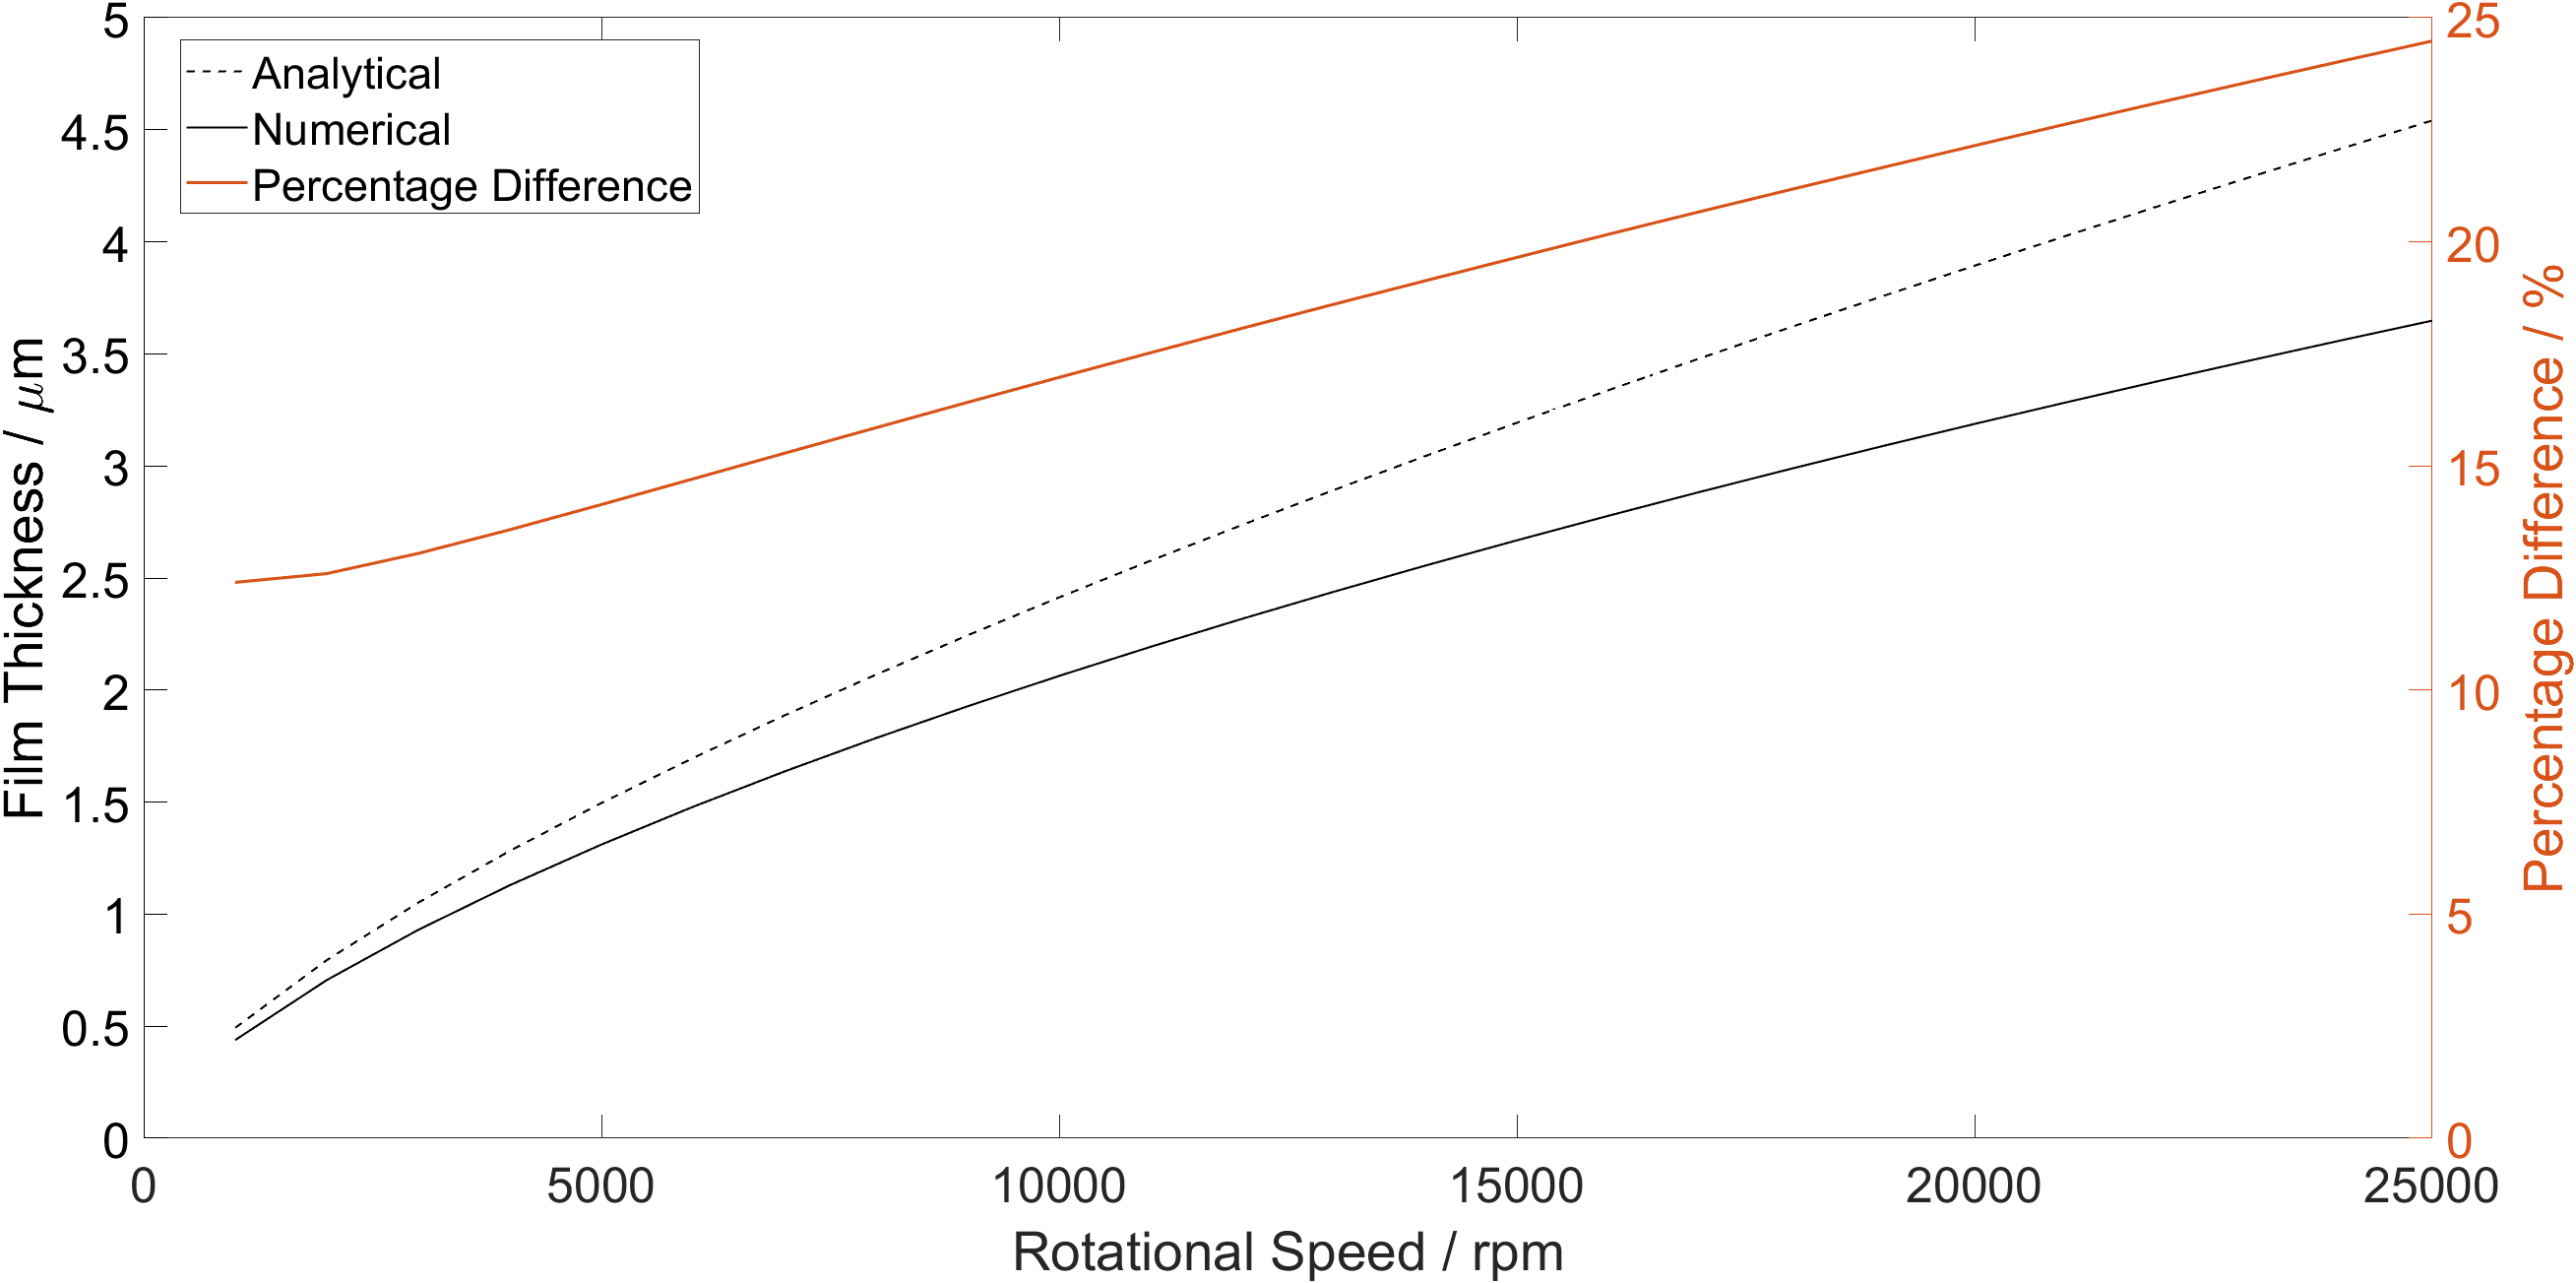 Analytical
Numerical
Percentage Difference
Film Thickness / μm
5
4.5
4
3.5
3
2.5
2
1.5
1
0.5
0
25
20
15
10
5
0
Percentage Difference / %
0 5000 10000 15000 20000 25000
Rotational Speed / rpm